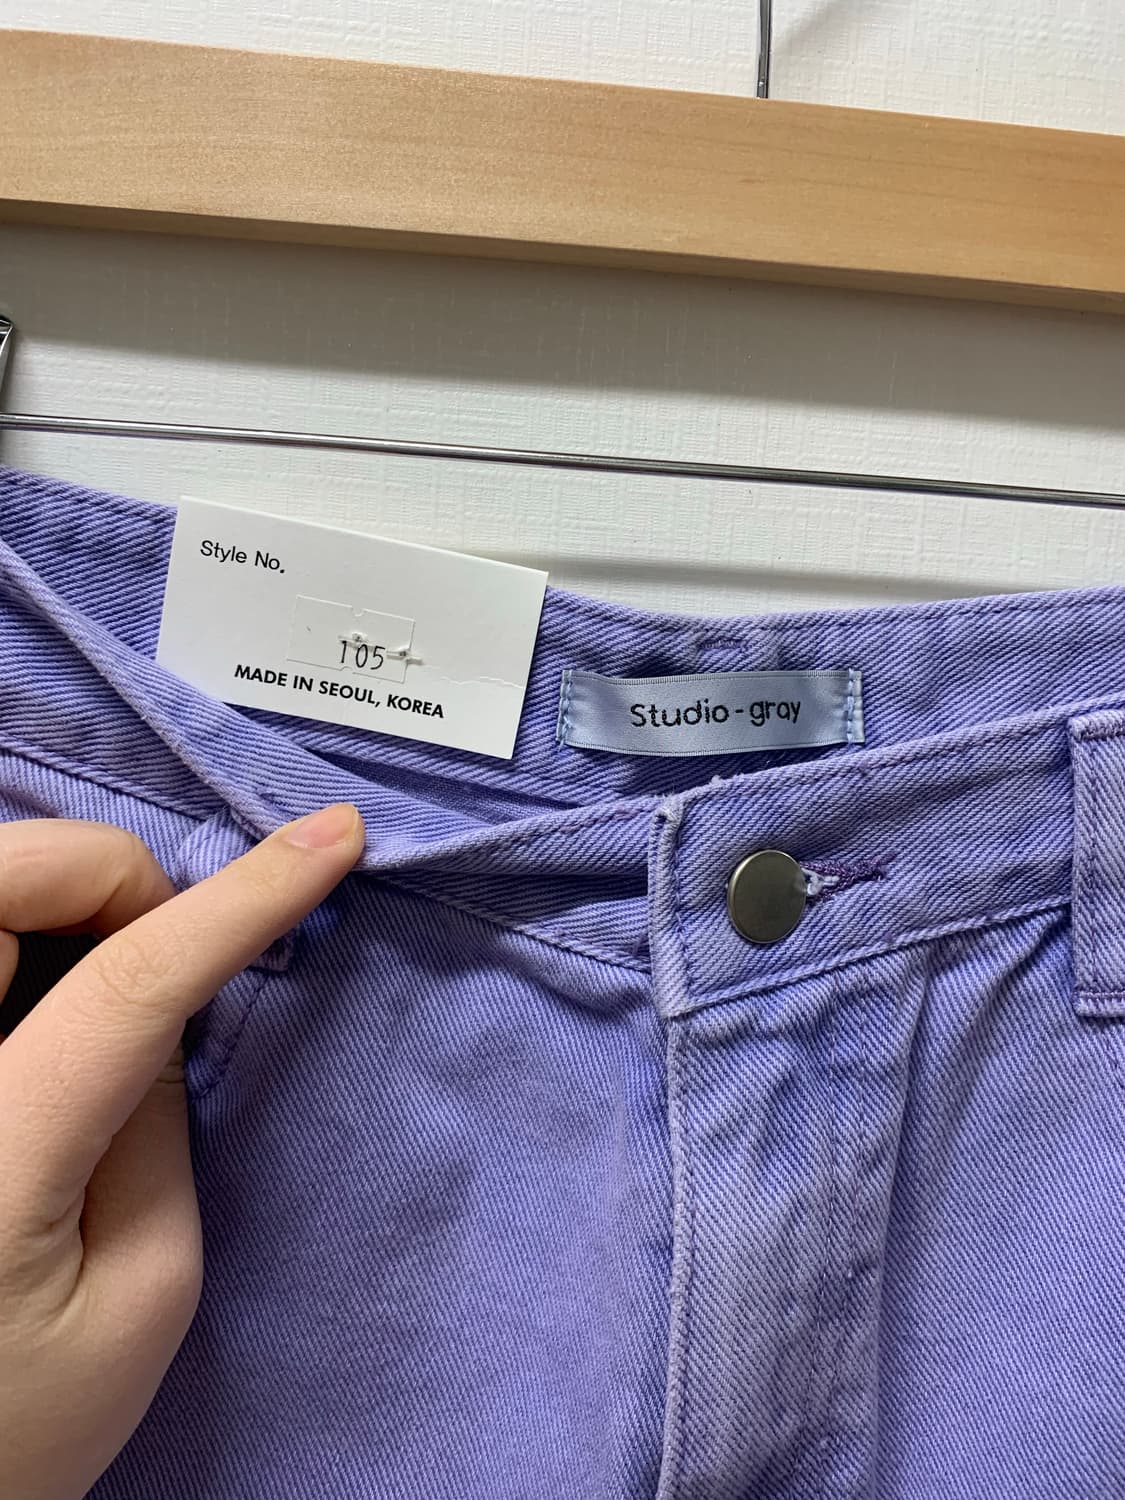 Style No.
105
MADE IN SEOUL, KOREA
Studio-gray